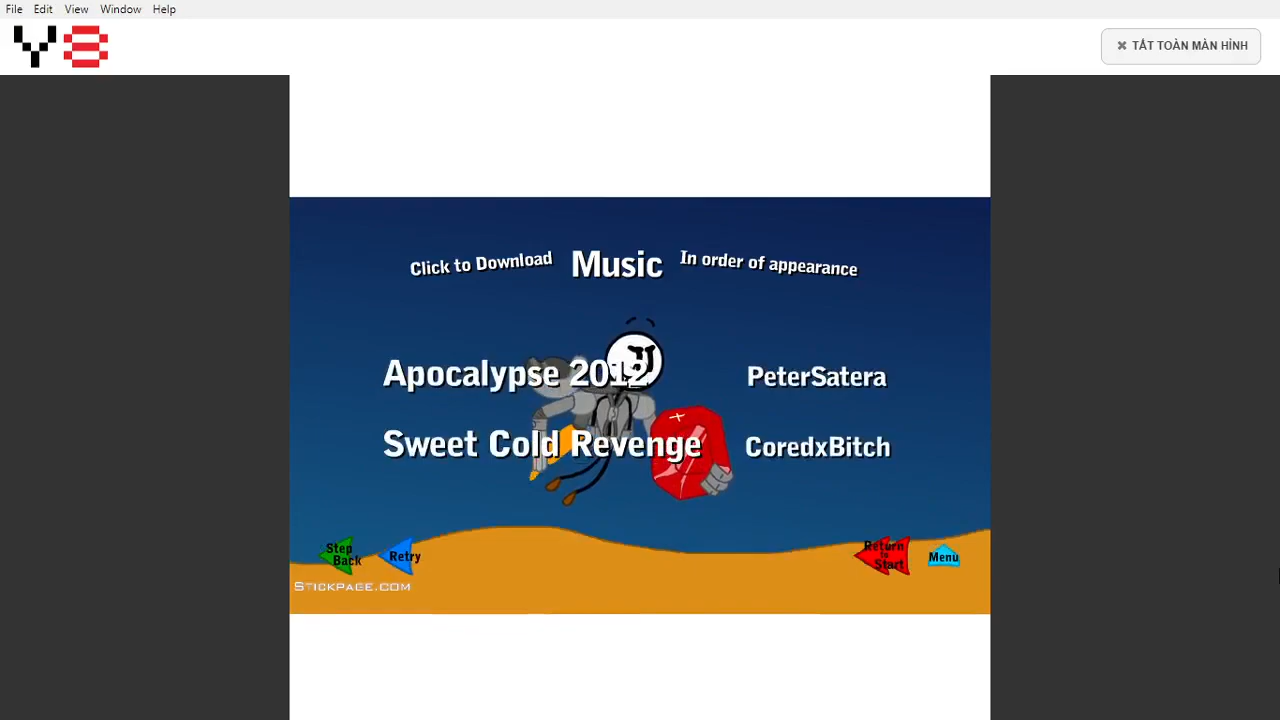 File Edit View Window Help
Y8
✖ TẮT TOÀN MÀN HÌNH
Click to Download Music In order of appearance
Apocalypse 2012 PeterSatera
Sweet Cold Revenge CoredxBitch
Step Back
Retry
Return to Start
Menu
STICKPAGE.COM